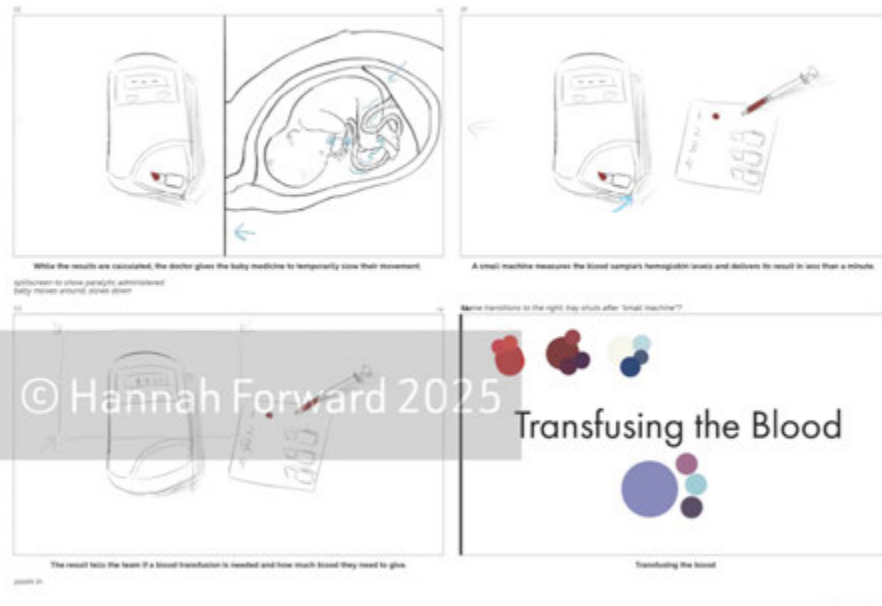 While the results are calculated, the doctor gives the baby medicine to temporarily slow their movement.
splitscreen to show paralytic administered
baby moves around, slows down
A small machine measures the blood sample's hemoglobin levels and delivers its result in less than a minute.
transitions to the right; tray shuts after "small machine"?
© Hannah Forward 2025
The result tells the team if a blood transfusion is needed and how much blood they need to give.
zoom in
Transfusing the Blood
Transfusing the blood